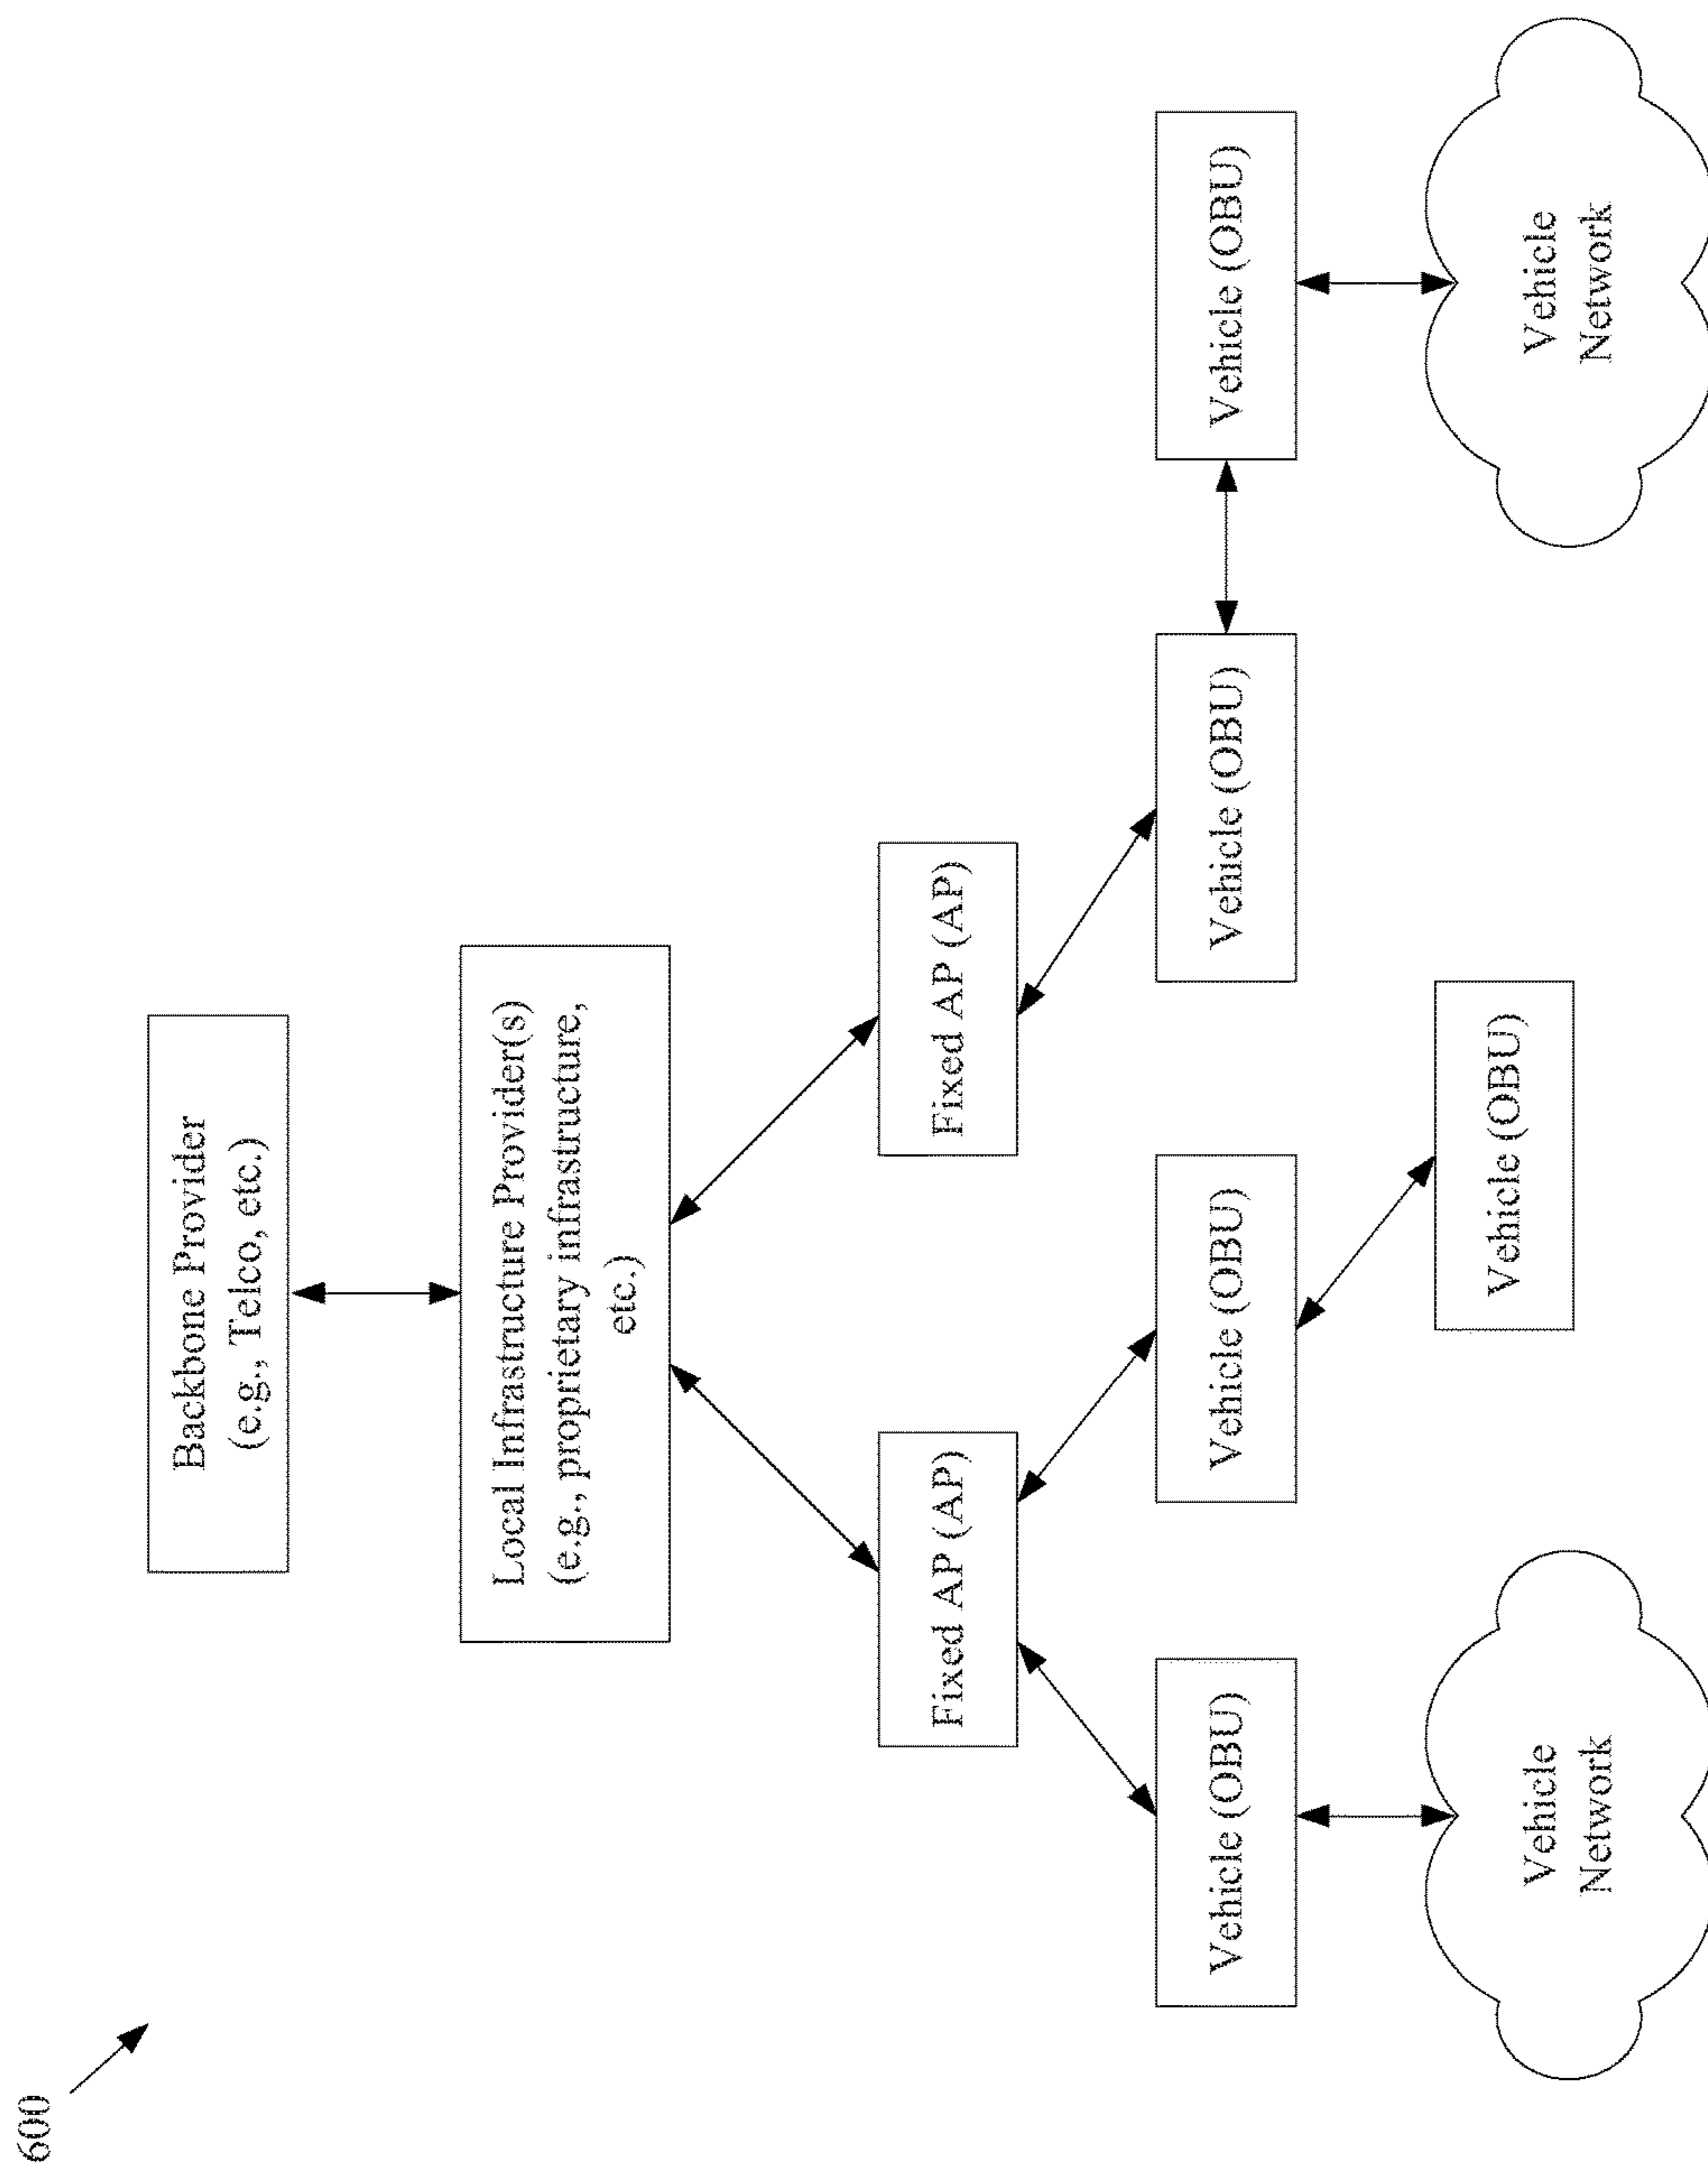 600
Backbone Provider
(e.g., Telco, etc.)
Local Infrastructure Provider(s)
(e.g., proprietary infrastructure,
etc.)
Fixed AP (AP)
Fixed AP (AP)
Vehicle (OBU)
Vehicle (OBU)
Vehicle (OBU)
Vehicle (OBU)
Vehicle (OBU)
Vehicle
Network
Vehicle
Network